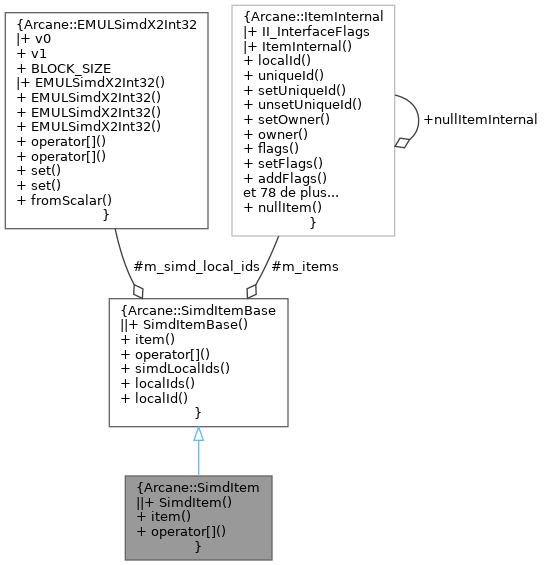 {Arcane::EMULSimdX2Int32
|+ v0
+ v1
+ BLOCK_SIZE
|+ EMULSimdX2Int32()
+ EMULSimdX2Int32()
+ EMULSimdX2Int32()
+ EMULSimdX2Int32()
+ operator[]()
+ operator[]()
+ set()
+ set()
+ fromScalar()
}
{Arcane::ItemInternal
|+ II_InterfaceFlags
|+ ItemInternal()
+ localId()
+ uniqueId()
+ setUniqueId()
+ unsetUniqueId()
+ setOwner()
+ owner()
+ flags()
+ setFlags()
+ addFlags()
et 78 de plus...
+ nullItem()
}
+nullItemInternal
#m_simd_local_ids
#m_items
{Arcane::SimdItemBase
||+ SimdItemBase()
+ item()
+ operator[]()
+ simdLocalIds()
+ localIds()
+ localId()
}
{Arcane::SimdItem
||+ SimdItem()
+ item()
+ operator[]()
}